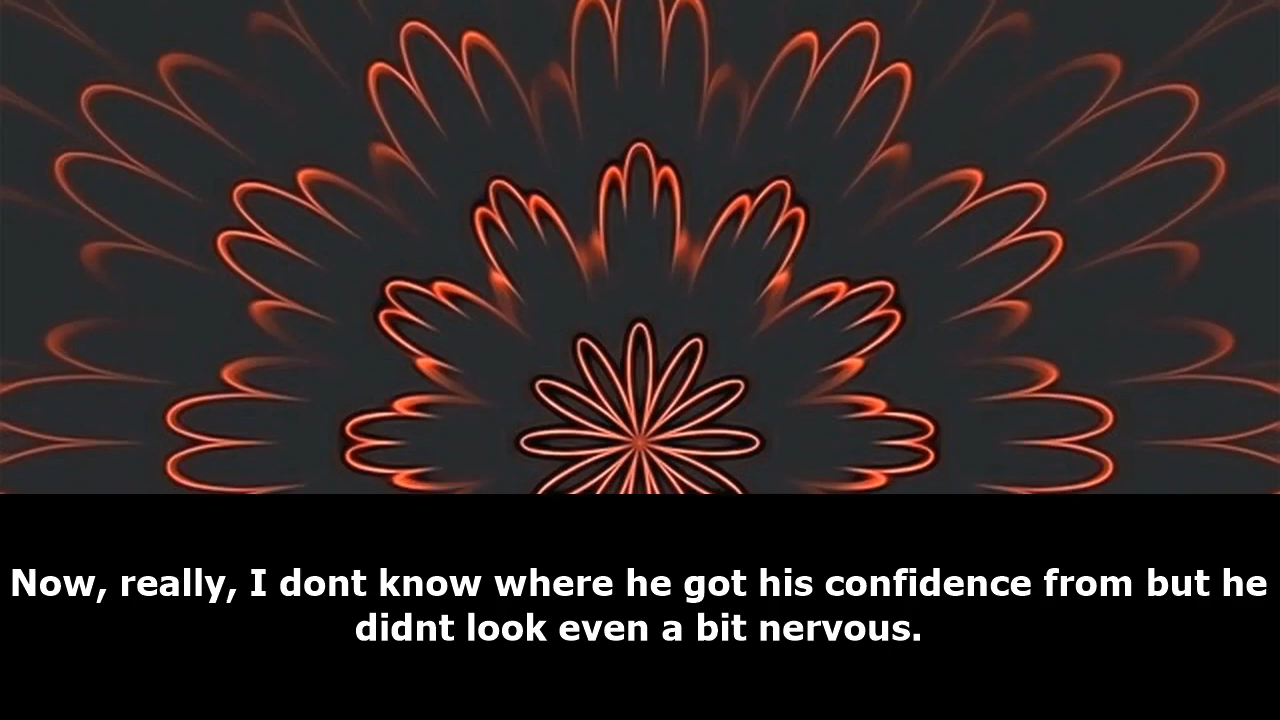 Now, really, I dont know where he got his confidence from but he
didnt look even a bit nervous.